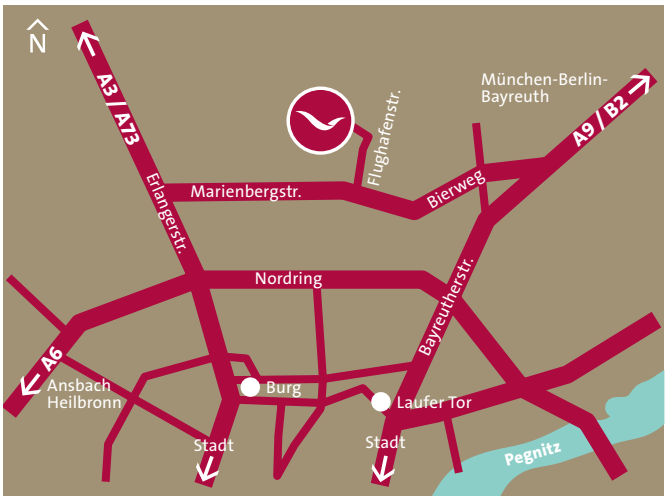 N
A3 / A73
München-Berlin-
Bayreuth
A9 / B2
Flughafenstr.
Marienbergstr.
Bierweg
Erlangerstr.
Nordring
Bayreutherstr.
A6
Ansbach
Heilbronn
Burg
Laufer Tor
Stadt
Stadt
Pegnitz